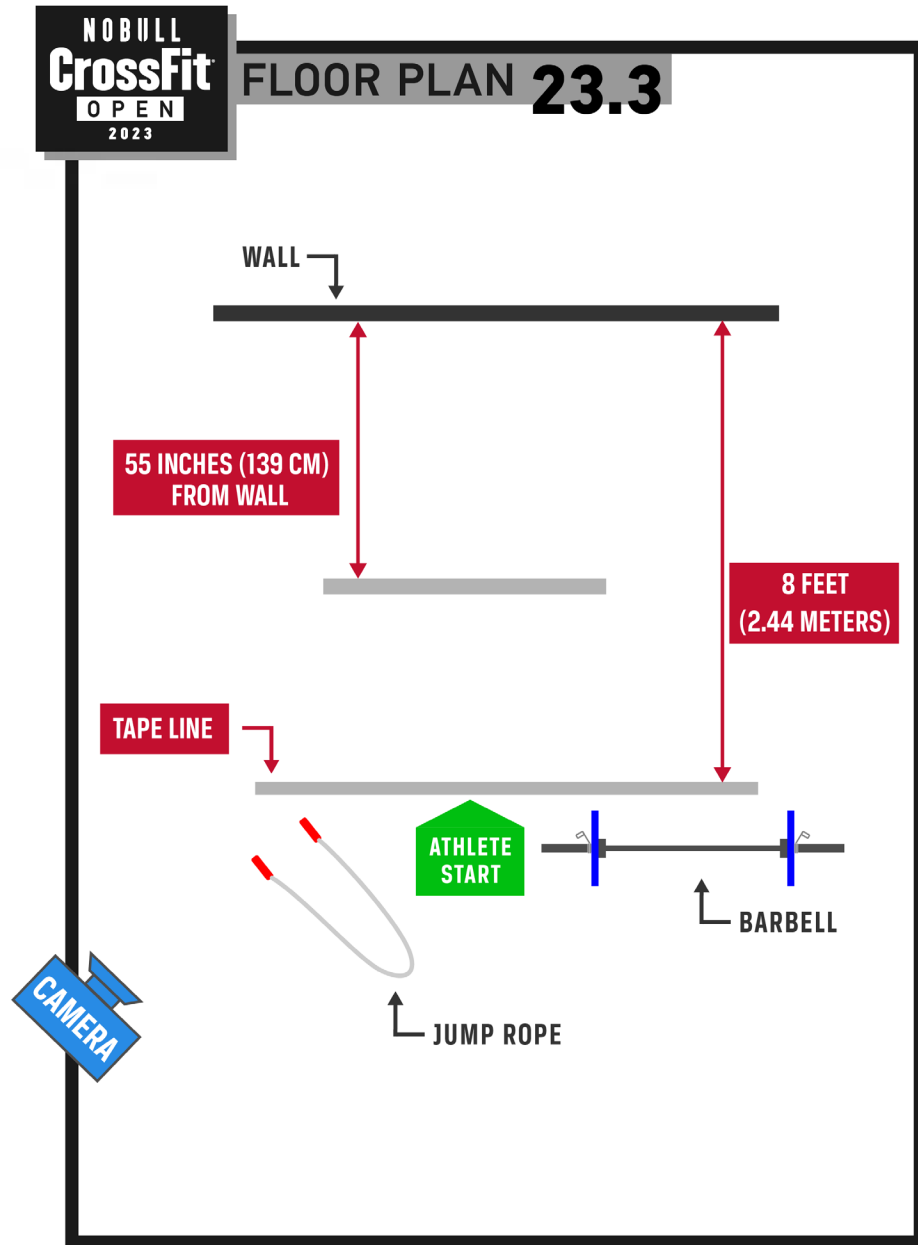 NOBULL
CrossFit
OPEN
2023
FLOOR PLAN 23.3
WALL
55 INCHES (139 CM)
FROM WALL
8 FEET
(2.44 METERS)
TAPE LINE
ATHLETE
START
BARBELL
CAMERA
JUMP ROPE